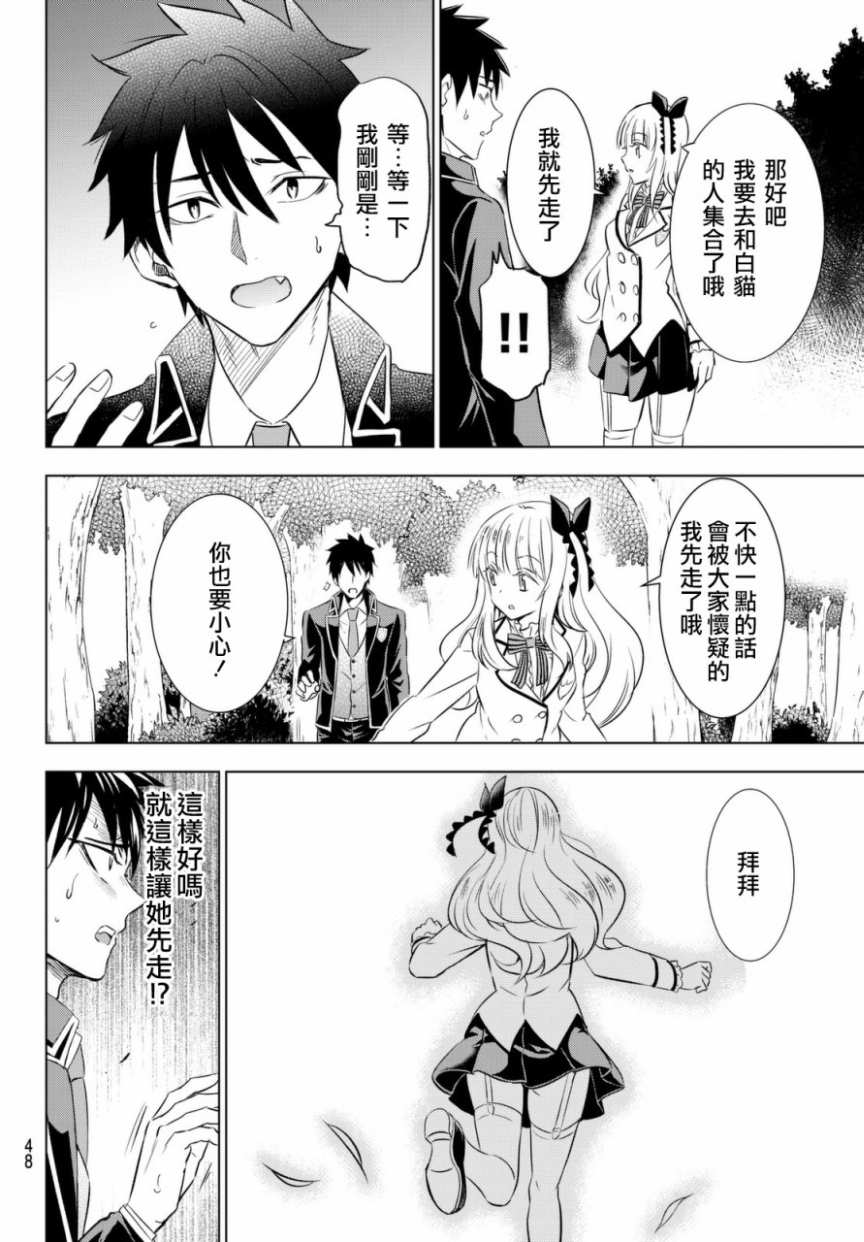 那好吧
我要去和白貓
的人集合了哦
我就先走了
!!
等…等一下
我剛剛是…
不快一點的話
會被大家懷疑的
我先走了哦
你也要小心！
拜拜
這樣好嗎
就這樣讓她先走!?
48